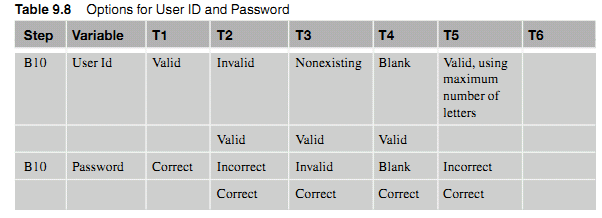 Table 9.8 Options for User ID and Password
Step Variable T1 T2 T3 T4 T5 T6
B10 User Id Valid Invalid Nonexisting Blank Valid, using
maximum
number of
letters
Valid Valid Valid
B10 Password Correct Incorrect Invalid Blank Incorrect
Correct Correct Correct Correct